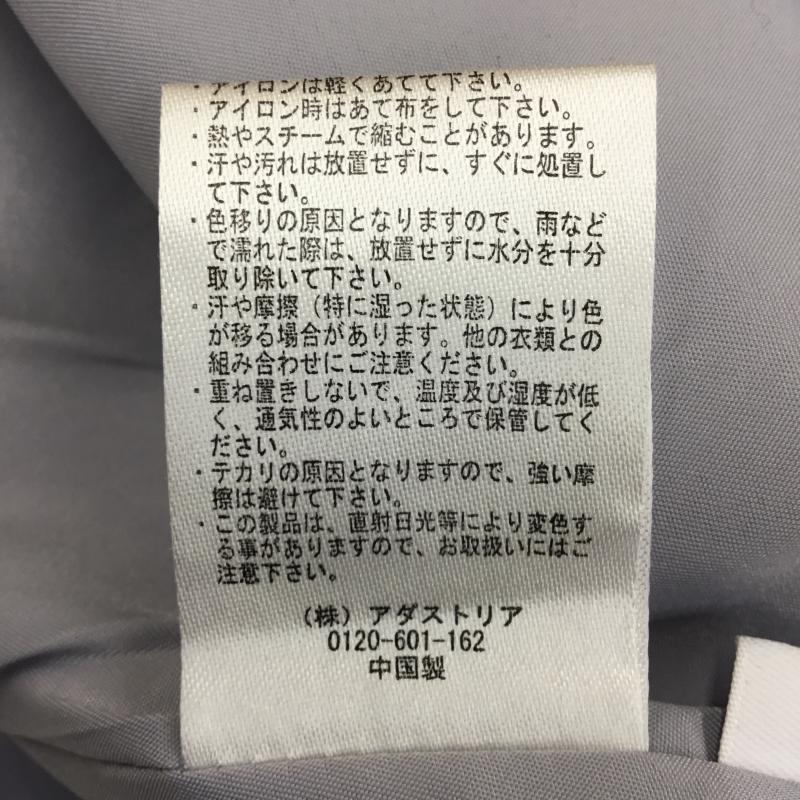 ・アイロンは軽くあてて下さい。
・アイロン時はあて布をして下さい。
・熱やスチームで縮むことがあります。
・汗や汚れは放置せずに、すぐに処置し
て下さい。
・色移りの原因となりますので、雨など
で濡れた際は、放置せずに水分を十分
取り除いて下さい。
・汗や摩擦（特に湿った状態）により色
が移る場合があります。他の衣類との
組み合わせにご注意ください。
・重ね置きしないで、温度及び湿度が低
く、通気性のよいところで保管してく
ださい。
・テカリの原因となりますので、強い摩
擦は避けて下さい。
・この製品は、直射日光等により変色す
る事がありますので、お取扱いにはご
注意下さい。
（株）アダストリア
0120-601-162
中国製